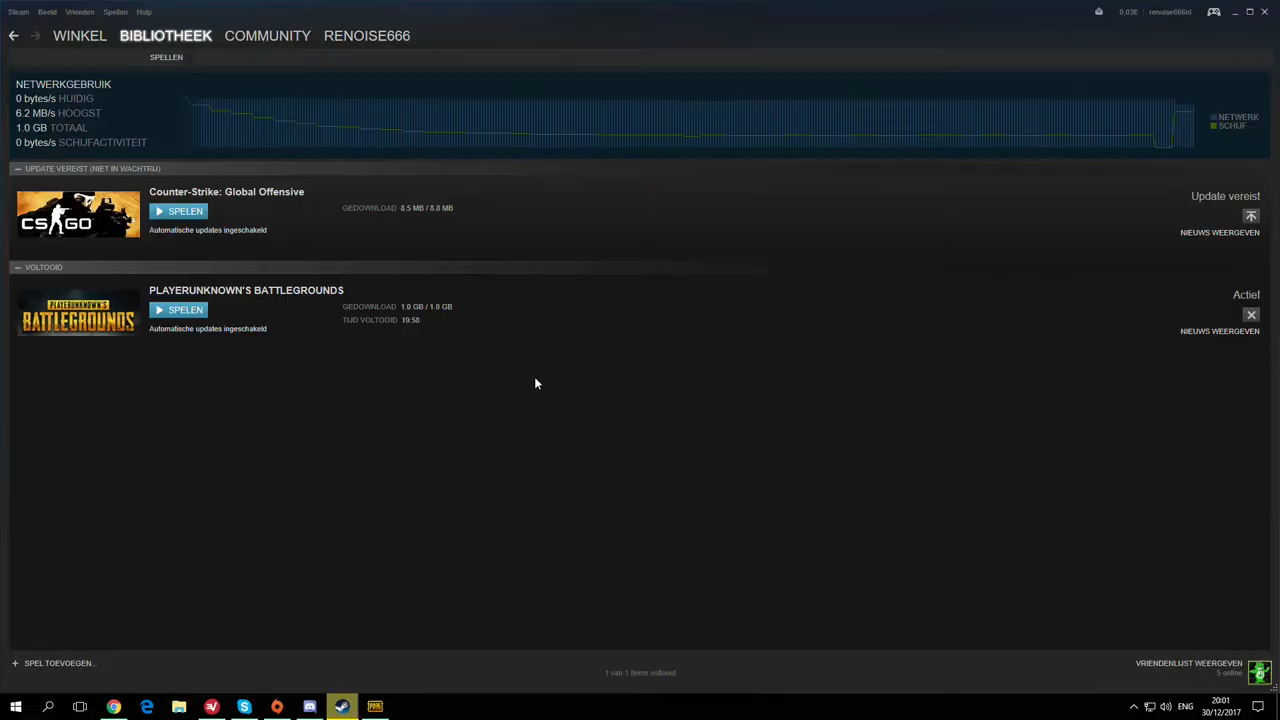 Steam Beeld Vrienden Spellen Hulp
0,03€ renoise666nl
WINKEL BIBLIOTHEEK COMMUNITY RENOISE666
SPELLEN
NETWERKGEBRUIK
0 bytes/s HUIDIG
6.2 MB/s HOOGST
1.0 GB TOTAAL
0 bytes/s SCHIJFACTIVITEIT
NETWERK
SCHIJF
UPDATE VEREIST (NIET IN WACHTRIJ)
CS GO
Counter-Strike: Global Offensive
SPELEN
Automatische updates ingeschakeld
GEDOWNLOAD 8.5 MB / 8.8 MB
Update vereist
NIEUWS WEERGEVEN
VOLTOOID
PLAYERUNKNOWN'S
BATTLEGROUNDS
PLAYERUNKNOWN'S BATTLEGROUNDS
SPELEN
Automatische updates ingeschakeld
GEDOWNLOAD 1.0 GB / 1.0 GB
TIJD VOLTOOID 19:58
Actief
NIEUWS WEERGEVEN
+ SPEL TOEVOEGEN...
1 van 1 items voltooid
VRIENDENLIJST WEERGEVEN
5 online
ENG
20:01
30/12/2017